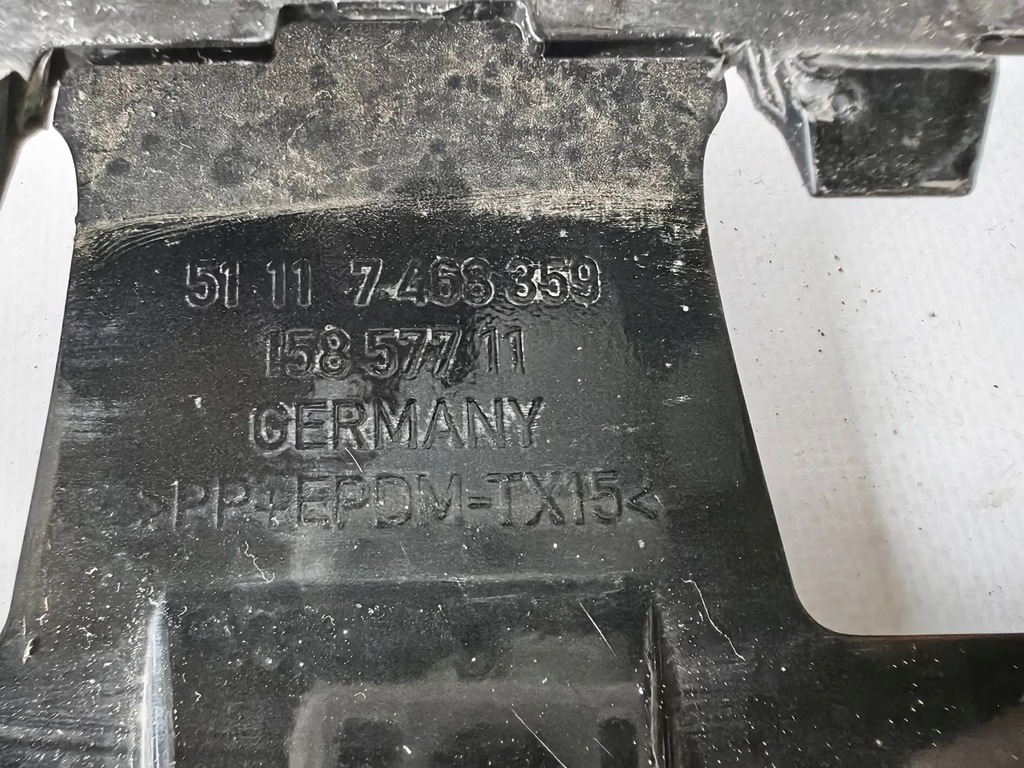 51 11 7 468 359
158 577 11
GERMANY
>PP+EPDM-TX15<